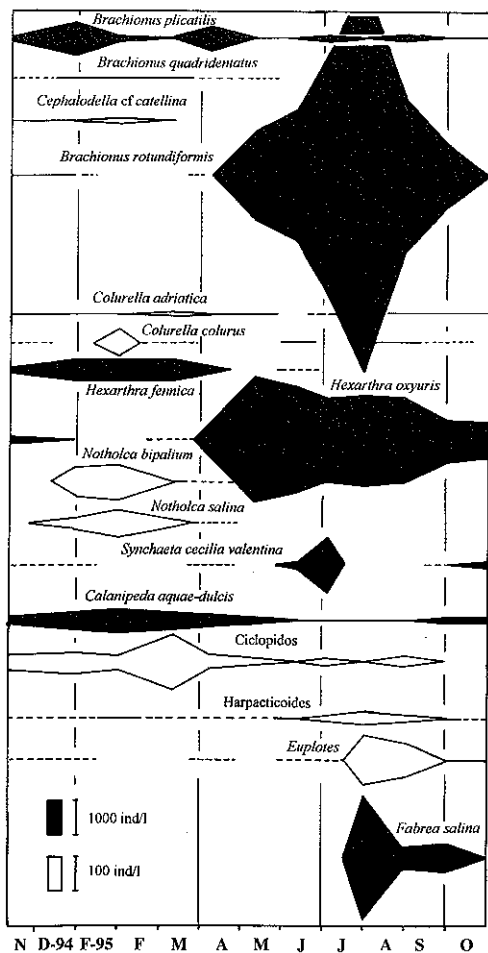 Brachionus plicatilis
Brachionus quadridentatus
Cephalodella cf catellina
Brachionus rotundiformis
Colurella adriatica
Colurella colurus
Hexarthra fennica
Hexarthra oxyuris
Notholca bipalium
Notholca salina
Synchaeta cecilia valentina
Calanipeda aquae-dulcis
Ciclopidos
Harpacticoides
Euplotes
1000 ind/l
Fabrea salina
100 ind/l
N D-94 F-95 F M A M J J A S O